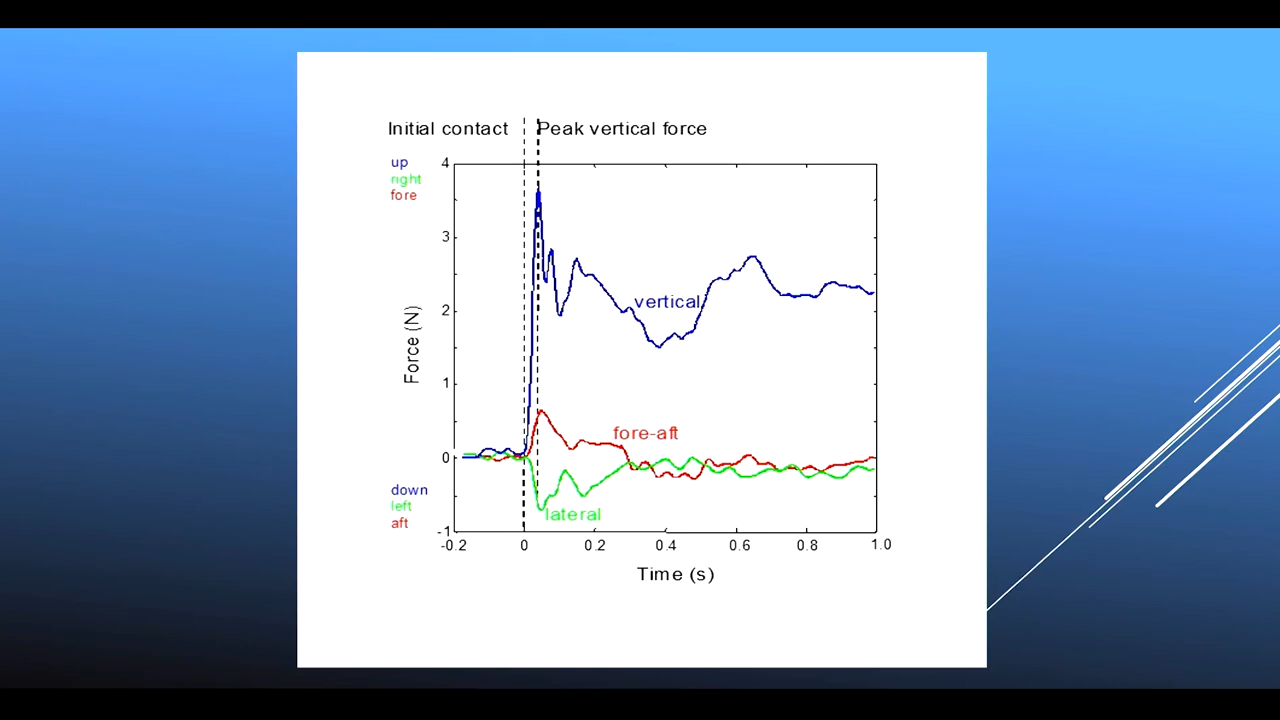 Initial contact
Peak vertical force
up
right
fore
4
3
2
1
0
-1
Force (N)
vertical
fore-aft
lateral
down
left
aft
-0.2 0 0.2 0.4 0.6 0.8 1.0
Time (s)